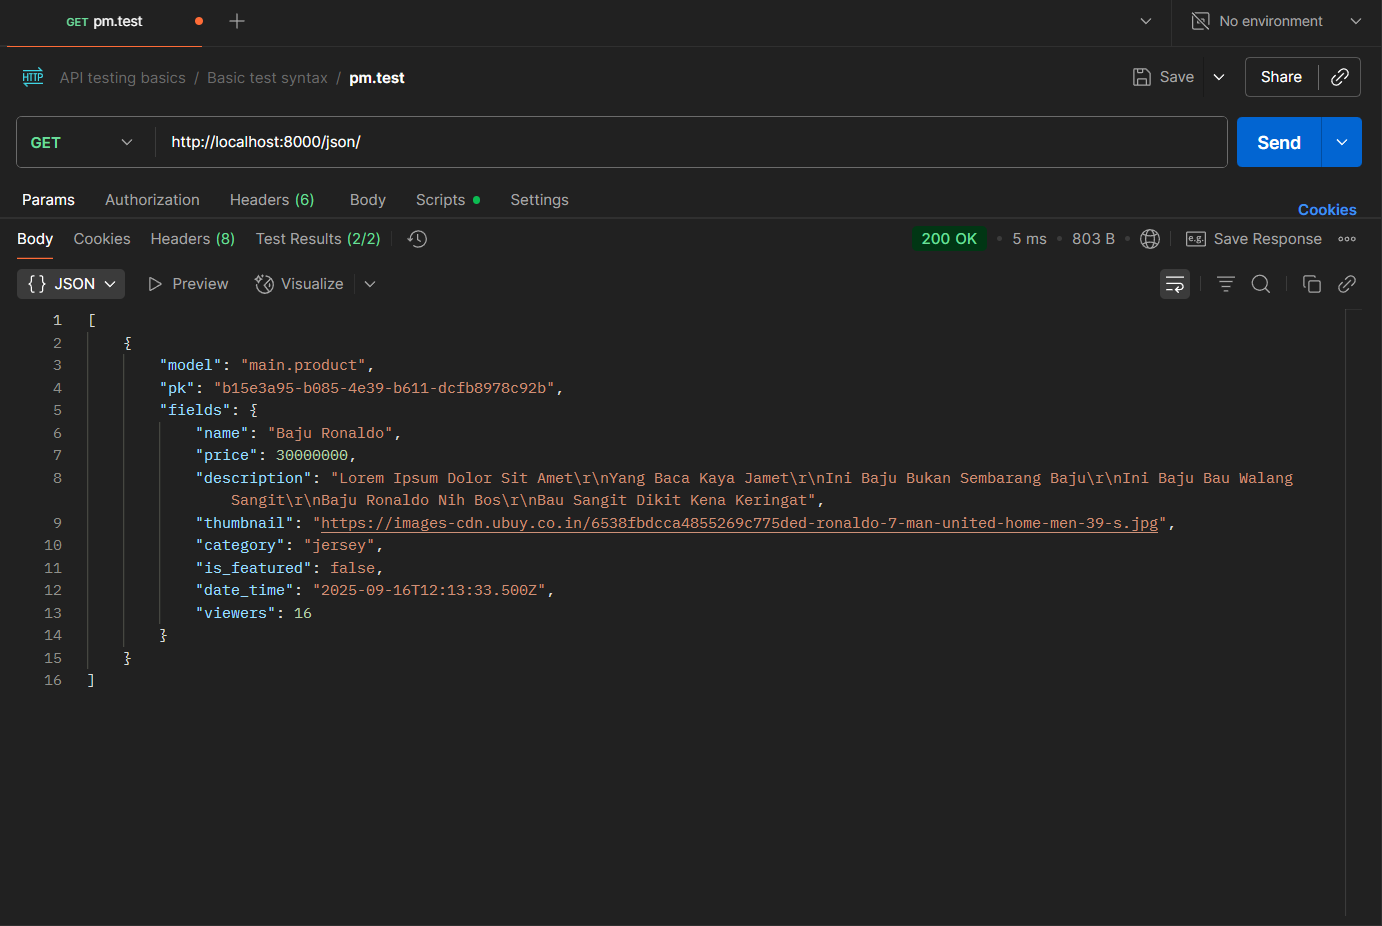 GET pm.test
No environment
HTTP API testing basics / Basic test syntax / pm.test
Save
Share
GET http://localhost:8000/json/
Send
Params Authorization Headers (6) Body Scripts Settings
Cookies
Body Cookies Headers (8) Test Results (2/2)
200 OK • 5 ms • 803 B • e.g. Save Response
{} JSON Preview Visualize
1 [
2 {
3 "model": "main.product",
4 "pk": "b15e3a95-b085-4e39-b611-dcfb8978c92b",
5 "fields": {
6 "name": "Baju Ronaldo",
7 "price": 30000000,
8 "description": "Lorem Ipsum Dolor Sit Amet\r\nYang Baca Kaya Jamet\r\nIni Baju Bukan Sembarang Baju\r\nIni Baju Bau Walang
Sangit\r\nBaju Ronaldo Nih Bos\r\nBau Sangit Dikit Kena Keringat",
9 "thumbnail": "https://images-cdn.ubuy.co.in/6538fbdcca4855269c775ded-ronaldo-7-man-united-home-men-39-s.jpg",
10 "category": "jersey",
11 "is_featured": false,
12 "date_time": "2025-09-16T12:13:33.500Z",
13 "viewers": 16
14 }
15 }
16 ]